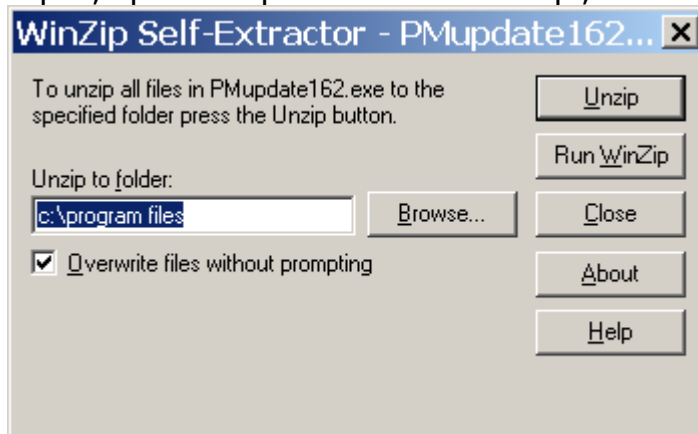 WinZip Self-Extractor - PMupdate162...
To unzip all files in PMupdate162.exe to the
specified folder press the Unzip button.
Unzip to folder:
c:\program files
Browse...
Overwrite files without prompting
Unzip
Run WinZip
Close
About
Help